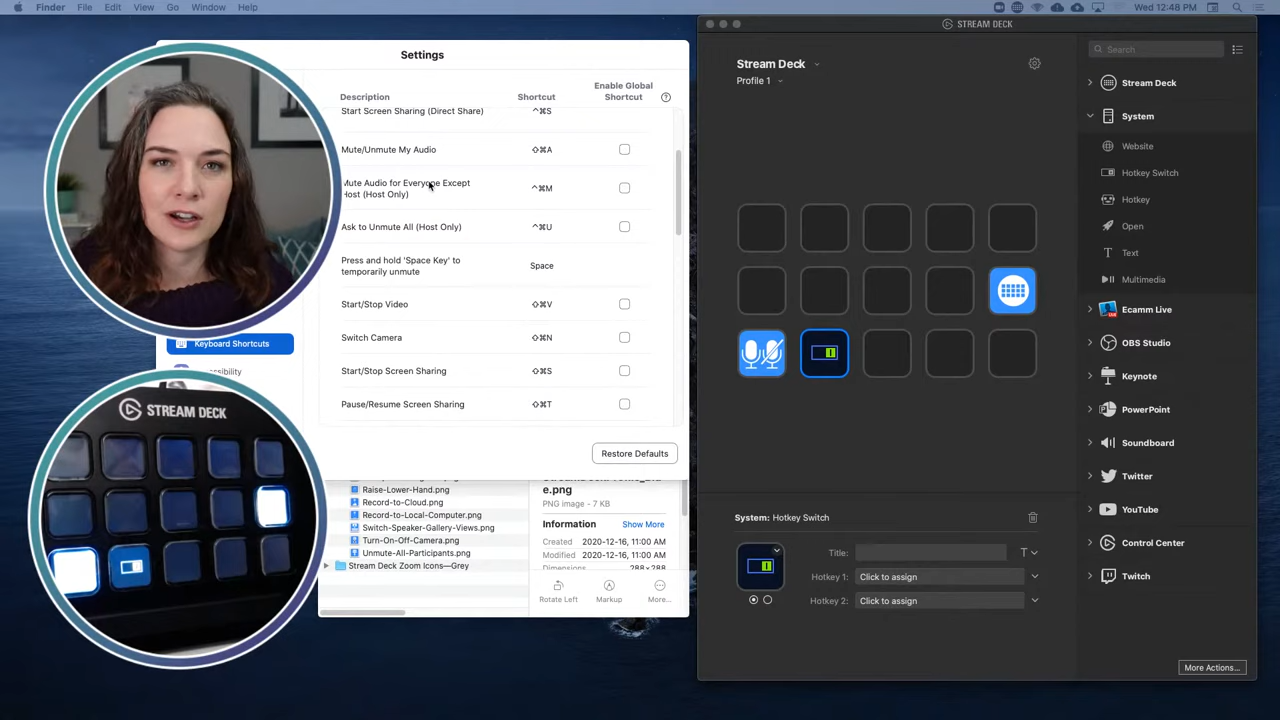 Finder File Edit View Go Window Help
Wed 12:48 PM
Settings
Description
Shortcut
Enable Global
Shortcut
?
Start Screen Sharing (Direct Share) ^⌘S
Mute/Unmute My Audio ⇧⌘A
Mute Audio for Everyone Except
Host (Host Only)
^⌘M
Ask to Unmute All (Host Only) ^⌘U
Press and hold 'Space Key' to
temporarily unmute
Space
Start/Stop Video ⇧⌘V
Switch Camera ⇧⌘N
Start/Stop Screen Sharing ⇧⌘S
Pause/Resume Screen Sharing ⇧⌘T
Keyboard Shortcuts
ssibility
Restore Defaults
Raise-Lower-Hand.png
Record-to-Cloud.png
Record-to-Local-Computer.png
Switch-Speaker-Gallery-Views.png
Turn-On-Off-Camera.png
Unmute-All-Participants.png
Stream Deck Zoom Icons—Grey
e.png
PNG image - 7 KB
Information Show More
Created 2020-12-16, 11:00 AM
Modified 2020-12-16, 11:00 AM
Dimensions 288×288
Rotate Left
Markup
More...
STREAM DECK
STREAM DECK
Stream Deck
Profile 1
System: Hotkey Switch
Title:
T
Hotkey 1: Click to assign
Hotkey 2: Click to assign
Search
Stream Deck
System
Website
Hotkey Switch
Hotkey
Open
Text
Multimedia
Ecamm Live
OBS Studio
Keynote
PowerPoint
Soundboard
Twitter
YouTube
Control Center
Twitch
More Actions...